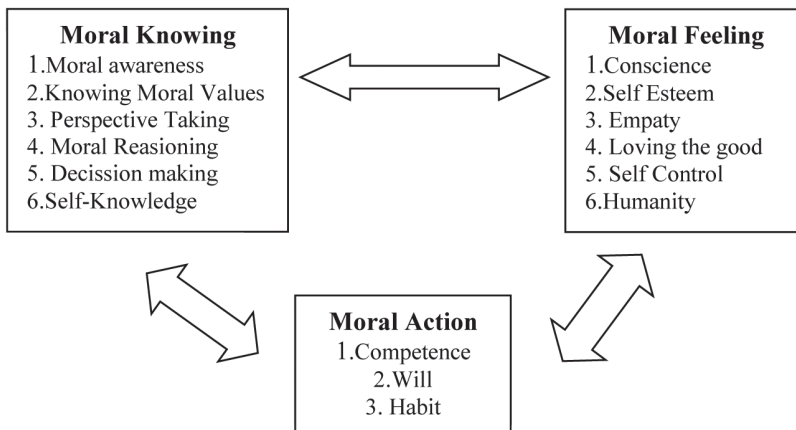 Moral Knowing
1.Moral awareness
2.Knowing Moral Values
3. Perspective Taking
4. Moral Reasioning
5. Decission making
6.Self-Knowledge
Moral Feeling
1.Conscience
2.Self Esteem
3. Empaty
4. Loving the good
5. Self Control
6.Humanity
Moral Action
1.Competence
2.Will
3. Habit